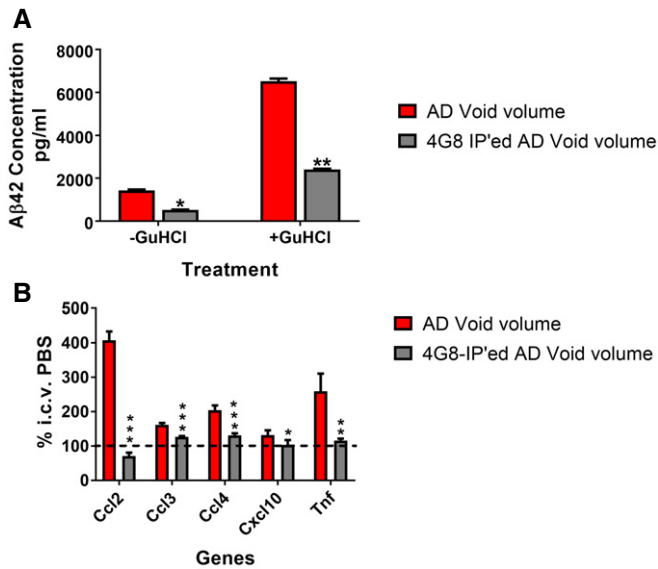 A
Aβ42 Concentration
pg/ml
8000
6000
4000
2000
0
*
**
-GuHCl
+GuHCl
Treatment
AD Void volume
4G8 IP'ed AD Void volume
B
% i.c.v. PBS
500
400
300
200
100
0
***
***
***
*
**
Ccl2
Ccl3
Ccl4
Cxcl10
Tnf
Genes
AD Void volume
4G8-IP'ed AD Void volume